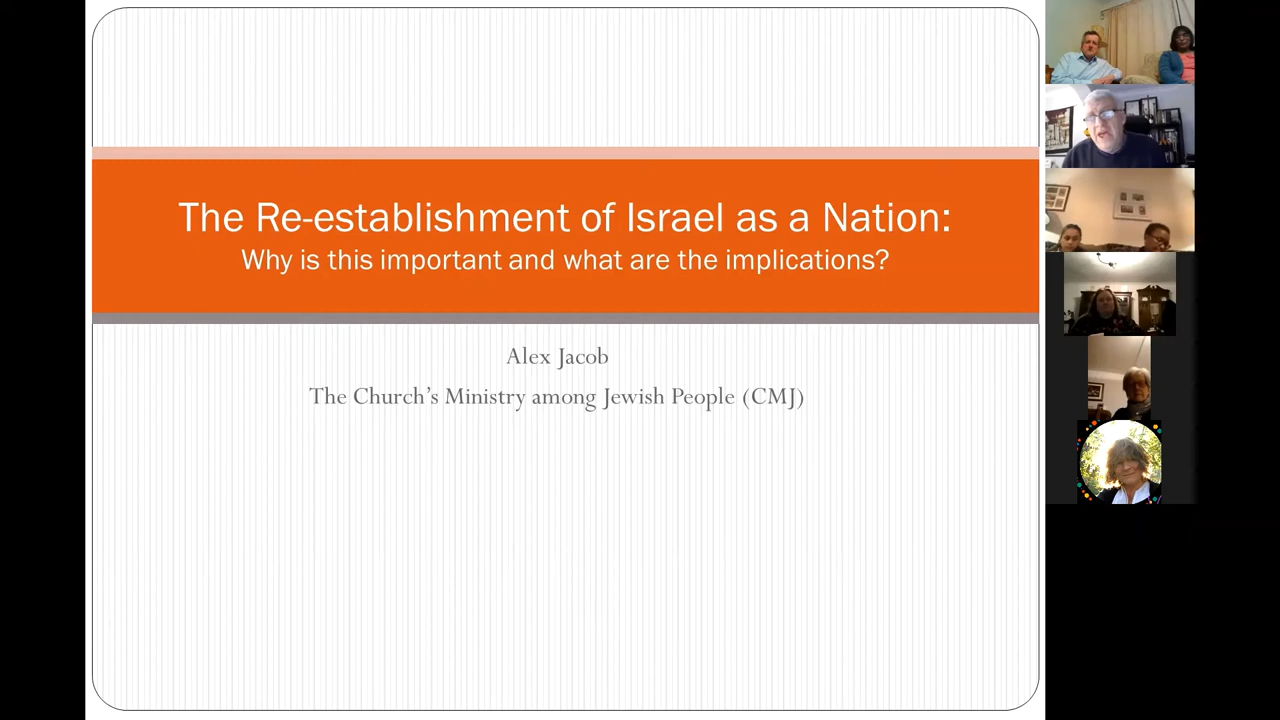 The Re-establishment of Israel as a Nation:
Why is this important and what are the implications?
Alex Jacob
The Church’s Ministry among Jewish People (CMJ)